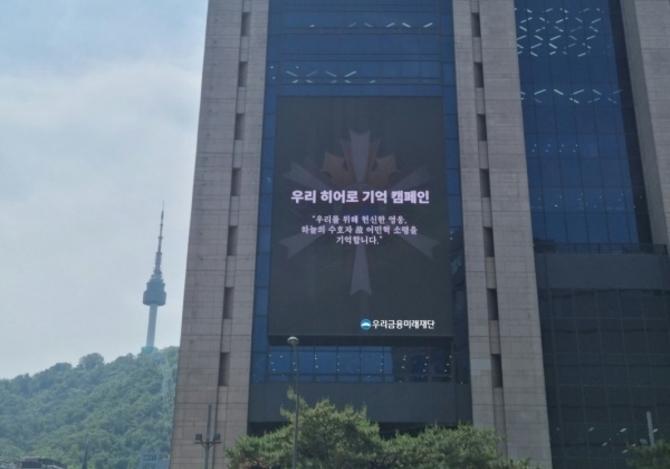 우리 히어로 기억 캠페인
"우리를 위해 헌신한 영웅,
하늘의 수호자 故 어민혁 소령을
기억합니다."
우리금융미래재단